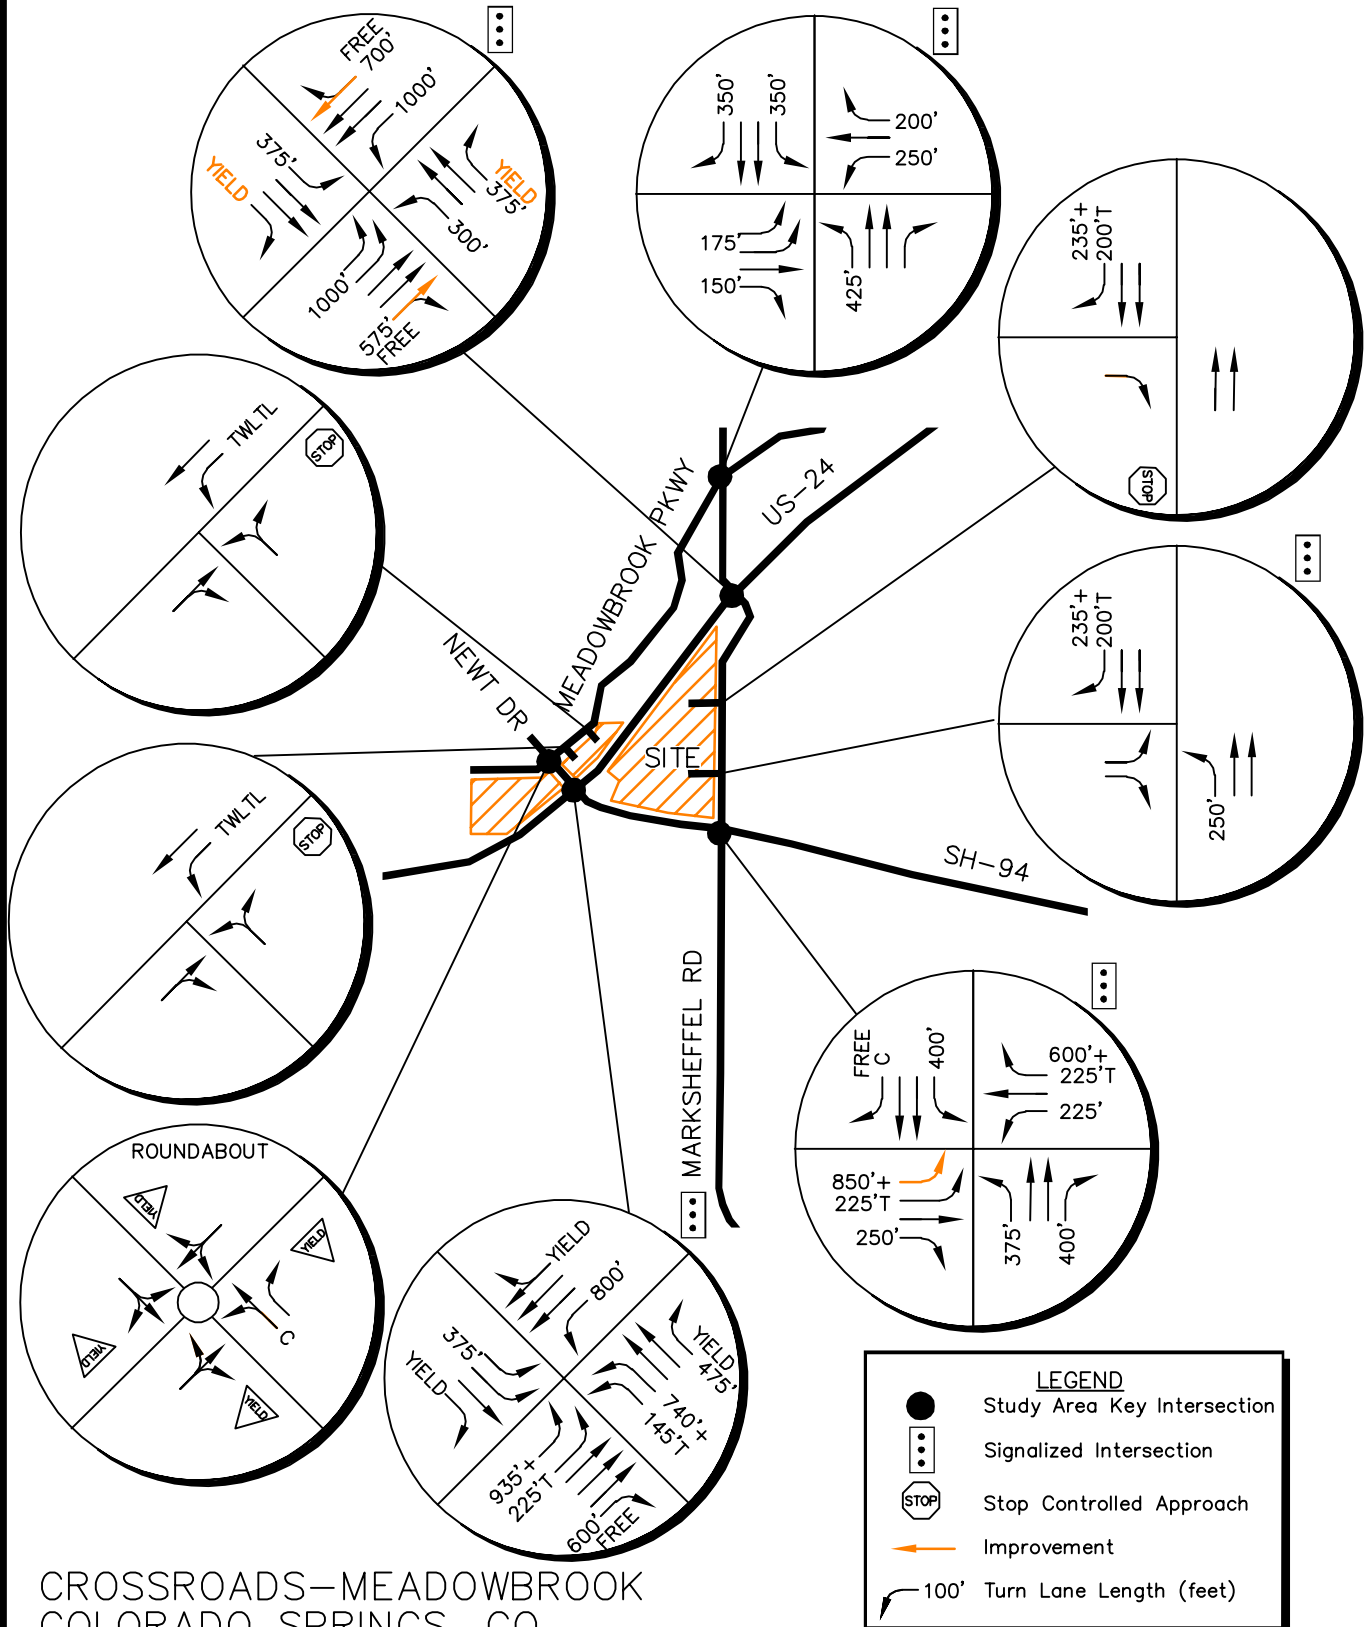 FREE
700'
1000'
375'
YIELD
YIELD
375'
300'
1000'
575'
FREE
350'
350'
200'
250'
175'
150'
425'
235'+
200'T
STOP
TWLTL
STOP
MEADOWBROOK PKWY
US-24
NEWT DR
SITE
SH-94
MARKSHEFFEL RD
235'+
200'T
250'
TWLTL
STOP
FREE
C
400'
600'+
225'T
225'
850'+
225'T
250'
375'
400'
ROUNDABOUT
YIELD
YIELD
YIELD
YIELD
C
YIELD
800'
375'
YIELD
YIELD
475'
740'+
145'T
935'+
225'T
600'
FREE
LEGEND
Study Area Key Intersection
Signalized Intersection
STOP
Stop Controlled Approach
Improvement
100'
Turn Lane Length (feet)
CROSSROADS-MEADOWBROOK
COLORADO SPRINGS, CO